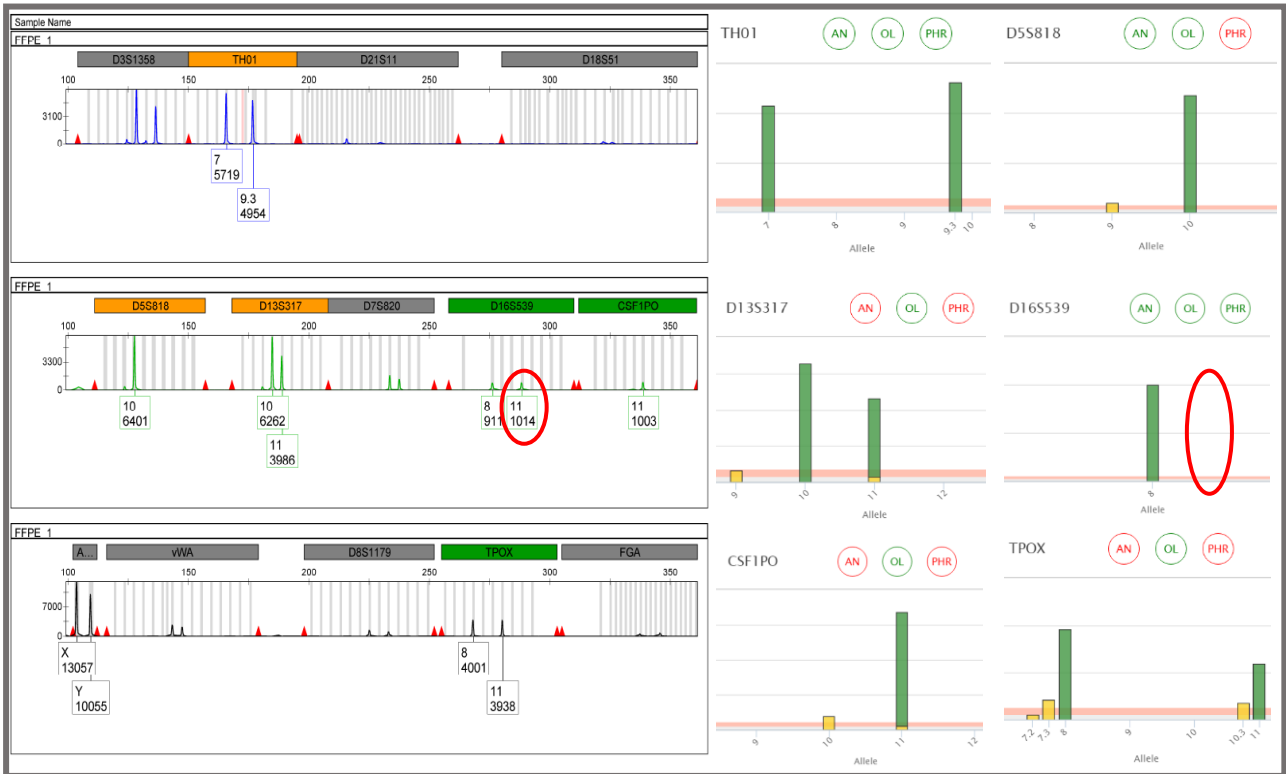 Sample Name
FFPE_1
D3S1358 TH01 D21S11 D18S51
100 150 200 250 300 350
3100
0
7
5719
9.3
4954
FFPE_1
D5S818 D13S317 D7S820 D16S539 CSF1PO
100 150 200 250 300 350
3300
0
10
6401
10
6262
11
3986
8
911
11
1014
11
1003
FFPE_1
A... vWA D8S1179 TPOX FGA
100 150 200 250 300 350
7000
0
X
13057
Y
10055
8
4001
11
3938
TH01 AN OL PHR
7 8 9 9.3 10
Allele
D5S818 AN OL PHR
8 9 10
Allele
D13S317 AN OL PHR
9 10 11 12
Allele
D16S539 AN OL PHR
8
Allele
CSF1PO AN OL PHR
9 10 11 12
Allele
TPOX AN OL PHR
7.2 7.3 8 9 10 10.3 11
Allele